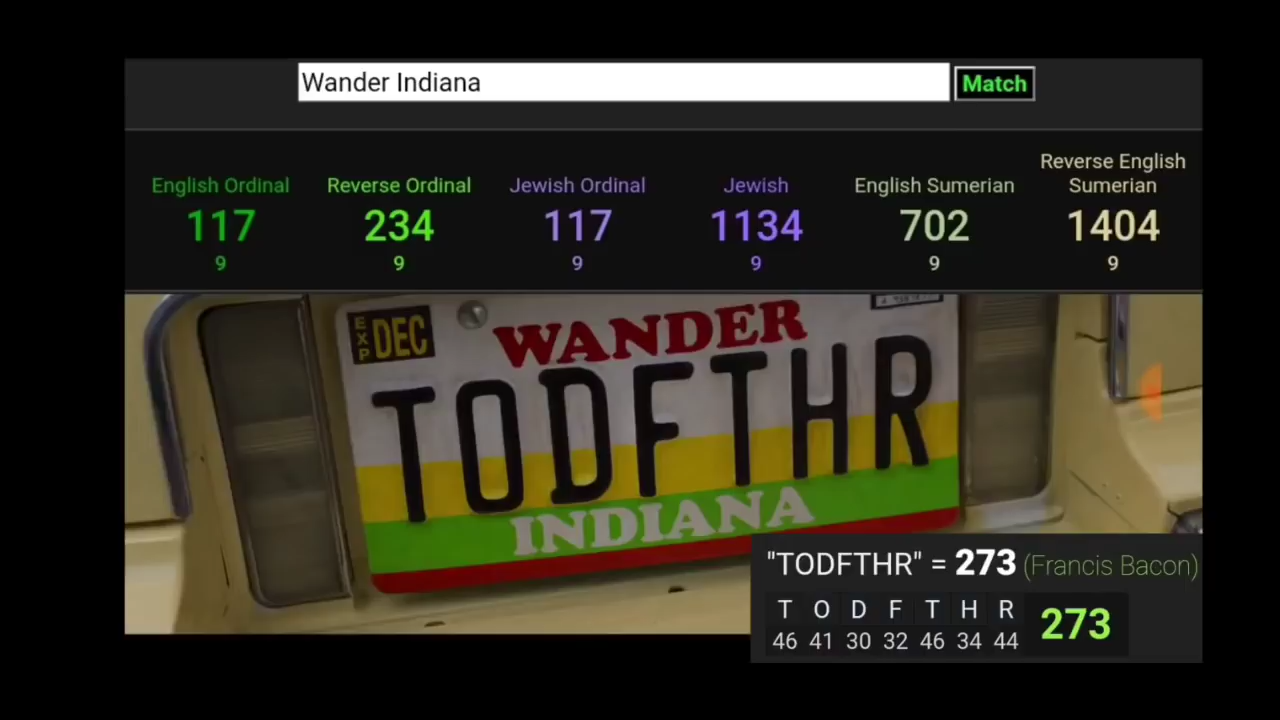 Wander Indiana Match
English Ordinal Reverse Ordinal Jewish Ordinal Jewish English Sumerian Reverse English Sumerian
117 234 117 1134 702 1404
9 9 9 9 9 9
EXP DEC
WANDER
TODFTHR
INDIANA
"TODFTHR" = 273 (Francis Bacon)
T O D F T H R
46 41 30 32 46 34 44 273